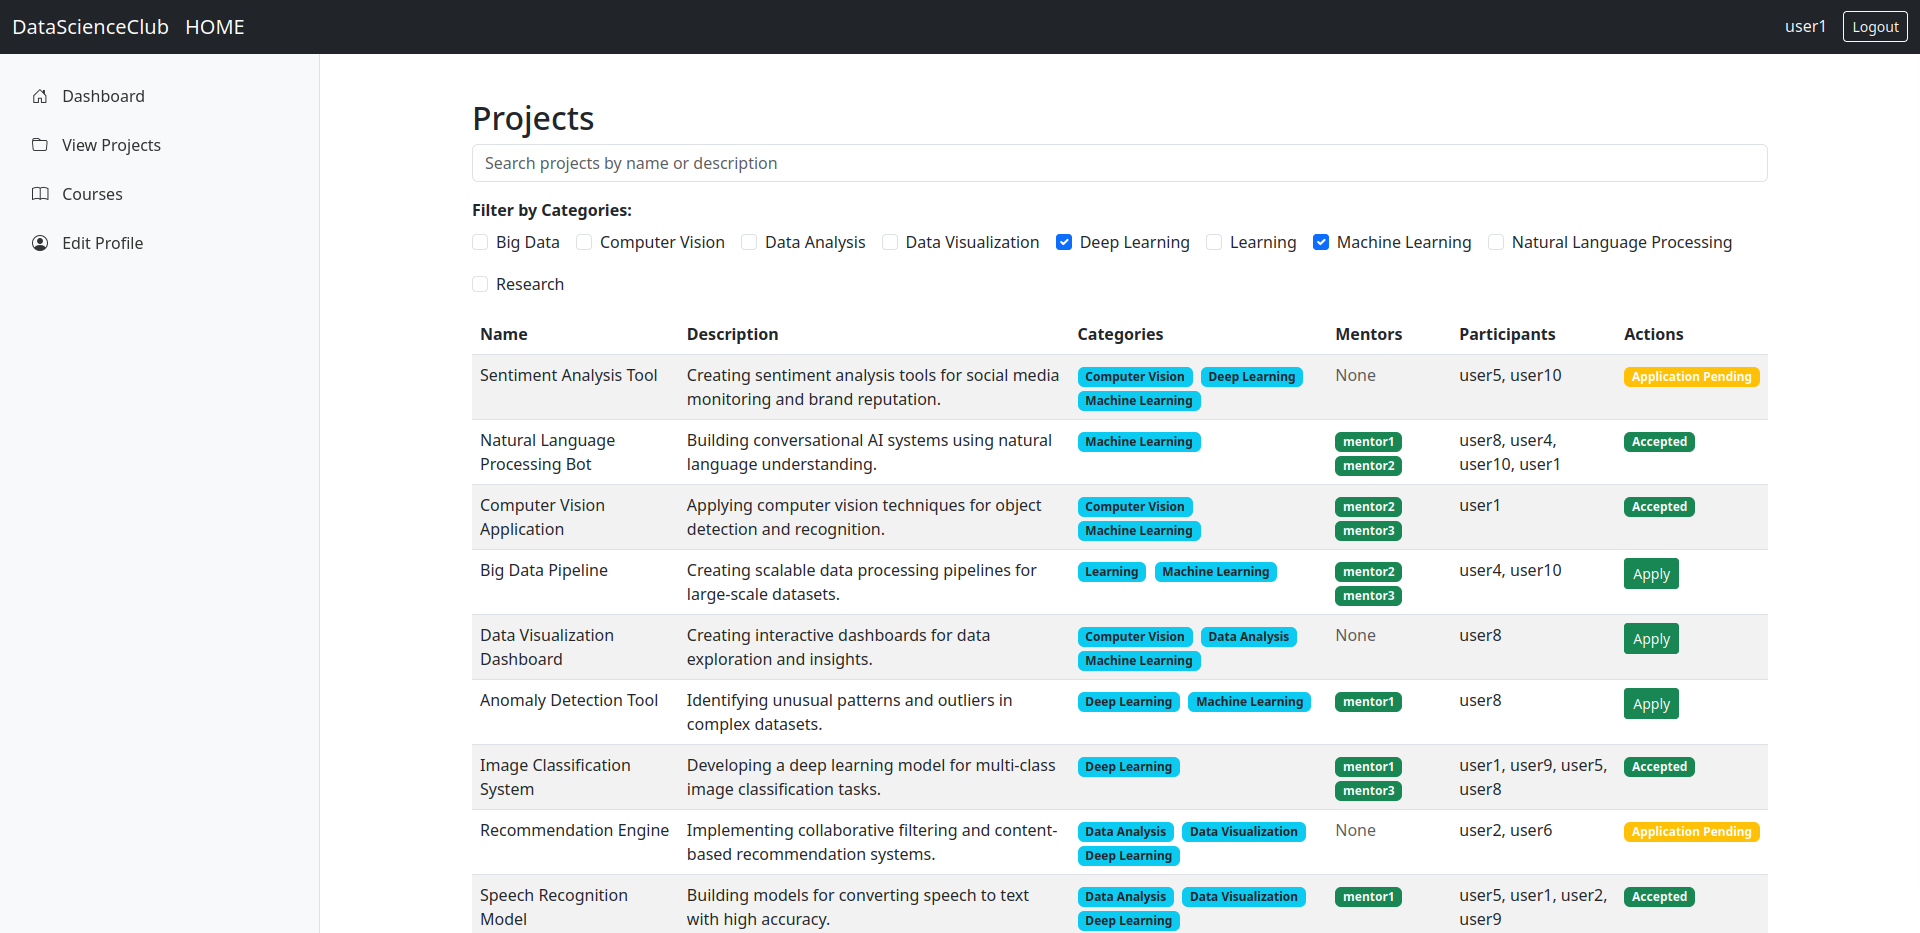 DataScienceClub HOME user1 Logout
Dashboard
View Projects
Courses
Edit Profile
Projects
Search projects by name or description
Filter by Categories:
Big Data Computer Vision Data Analysis Data Visualization Deep Learning Learning Machine Learning Natural Language Processing
Research
Name Description Categories Mentors Participants Actions
Sentiment Analysis Tool Creating sentiment analysis tools for social media Computer Vision Deep Learning None user5, user10 Application Pending
monitoring and brand reputation. Machine Learning
Natural Language Building conversational AI systems using natural Machine Learning mentor1 user8, user4, Accepted
Processing Bot language understanding. mentor2 user10, user1
Computer Vision Applying computer vision techniques for object Computer Vision mentor2 user1 Accepted
Application detection and recognition. Machine Learning mentor3
Big Data Pipeline Creating scalable data processing pipelines for Learning Machine Learning mentor2 user4, user10 Apply
large-scale datasets. mentor3
Data Visualization Creating interactive dashboards for data Computer Vision Data Analysis None user8 Apply
Dashboard exploration and insights. Machine Learning
Anomaly Detection Tool Identifying unusual patterns and outliers in Deep Learning Machine Learning mentor1 user8 Apply
complex datasets.
Image Classification Developing a deep learning model for multi-class Deep Learning mentor1 user1, user9, user5, Accepted
System image classification tasks. mentor3 user8
Recommendation Engine Implementing collaborative filtering and content- Data Analysis Data Visualization None user2, user6 Application Pending
based recommendation systems. Deep Learning
Speech Recognition Building models for converting speech to text Data Analysis Data Visualization mentor1 user5, user1, user2, Accepted
Model with high accuracy. Deep Learning user9